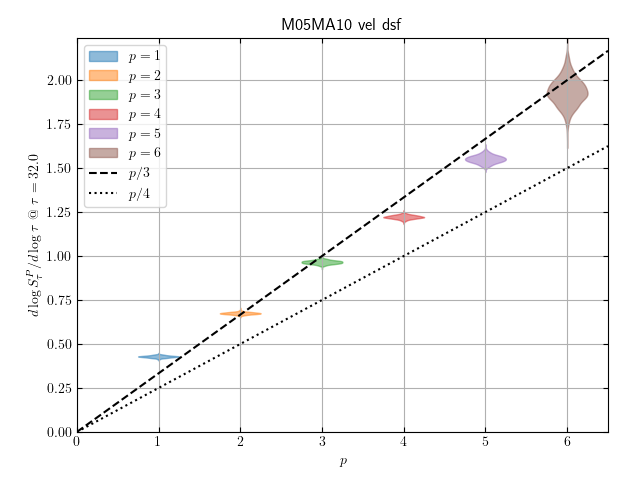 M05MA10 vel dsf
p = 1
p = 2
p = 3
p = 4
p = 5
p = 6
p/3
p/4
d log S_τ^P / d log τ @ τ = 32.0
2.00
1.75
1.50
1.25
1.00
0.75
0.50
0.25
0.00
0 1 2 3 4 5 6
p